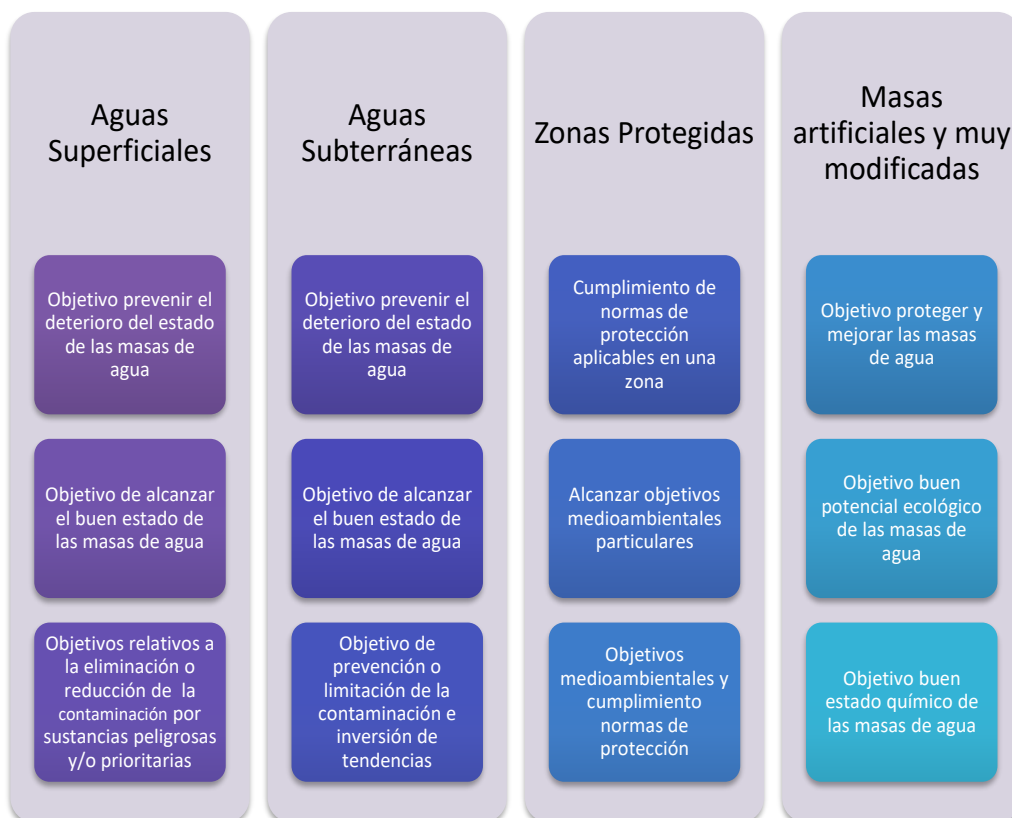 Aguas
Superficiales
Objetivo prevenir el
deterioro del estado
de las masas de
agua
Objetivo de alcanzar
el buen estado de
las masas de agua
Objetivos relativos a
la eliminación o
reducción de la
contaminación por
sustancias peligrosas
y/o prioritarias
Aguas
Subterráneas
Objetivo prevenir el
deterioro del estado
de las masas de
agua
Objetivo de alcanzar
el buen estado de
las masas de agua
Objetivo de
prevención o
limitación de la
contaminación e
inversión de
tendencias
Zonas Protegidas
Cumplimiento de
normas de
protección
aplicables en una
zona
Alcanzar objetivos
medioambientales
particulares
Objetivos
medioambientales y
cumplimiento
normas de
protección
Masas
artificiales y muy
modificadas
Objetivo proteger y
mejorar las masas
de agua
Objetivo buen
potencial ecológico
de las masas de
agua
Objetivo buen
estado químico de
las masas de agua